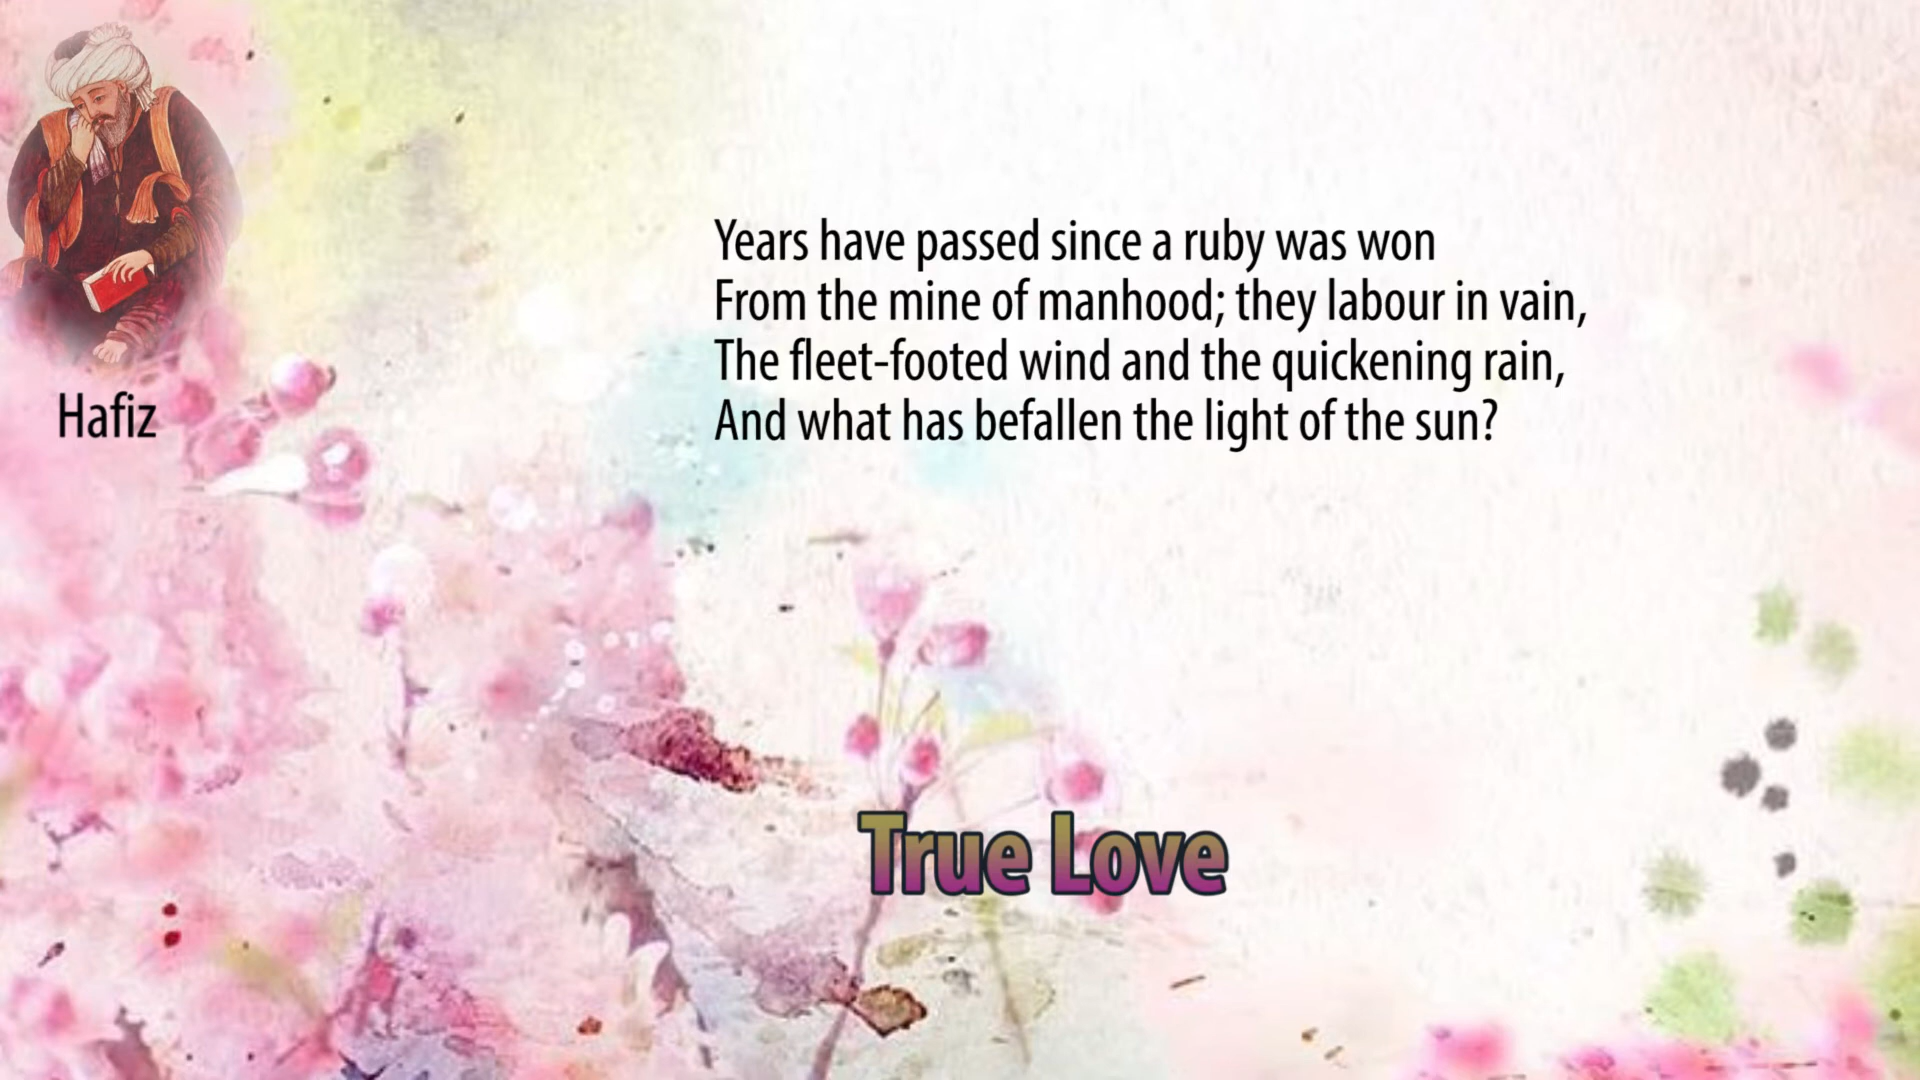 Hafiz
Years have passed since a ruby was won
From the mine of manhood; they labour in vain,
The fleet-footed wind and the quickening rain,
And what has befallen the light of the sun?
True Love